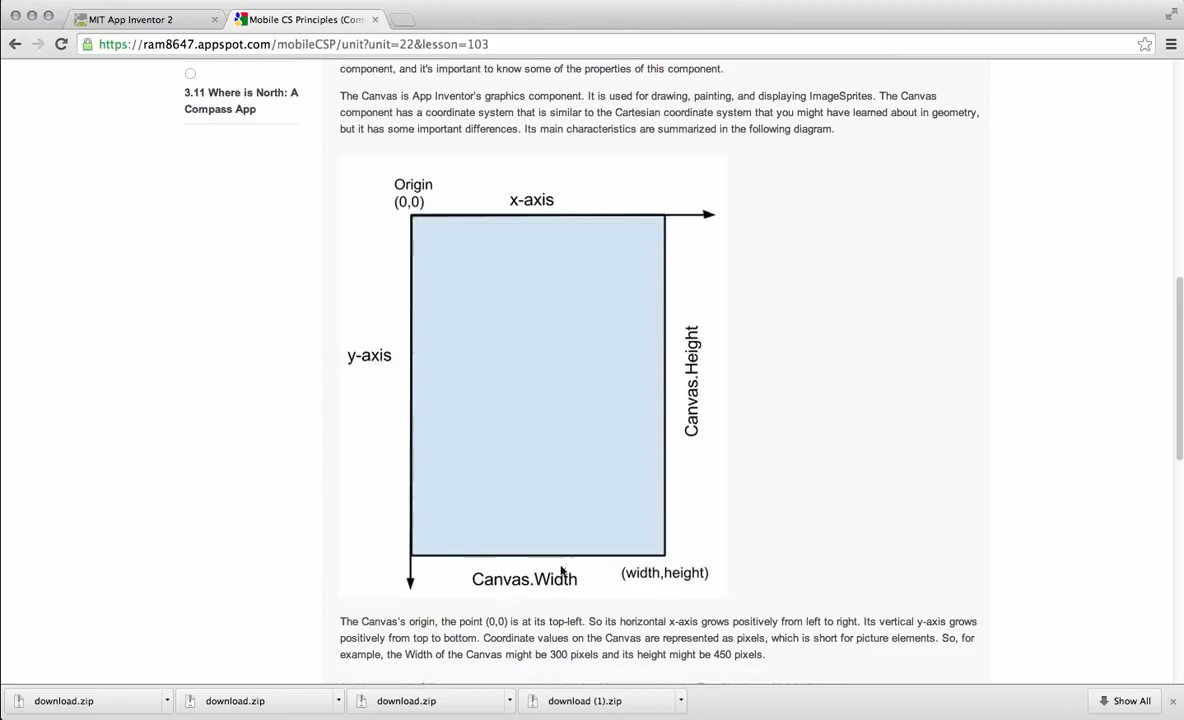 MIT App Inventor 2
Mobile CS Principles (Com
https://ram8647.appspot.com/mobileCSP/unit?unit=22&lesson=103
3.11 Where is North: A
Compass App
component, and it's important to know some of the properties of this component.
The Canvas is App Inventor's graphics component. It is used for drawing, painting, and displaying ImageSprites. The Canvas
component has a coordinate system that is similar to the Cartesian coordinate system that you might have learned about in geometry,
but it has some important differences. Its main characteristics are summarized in the following diagram.
Origin
(0,0)
x-axis
y-axis
Canvas.Height
Canvas.Width
(width,height)
The Canvas's origin, the point (0,0) is at its top-left. So its horizontal x-axis grows positively from left to right. Its vertical y-axis grows
positively from top to bottom. Coordinate values on the Canvas are represented as pixels, which is short for picture elements. So, for
example, the Width of the Canvas might be 300 pixels and its height might be 450 pixels.
download.zip
download.zip
download.zip
download (1).zip
Show All